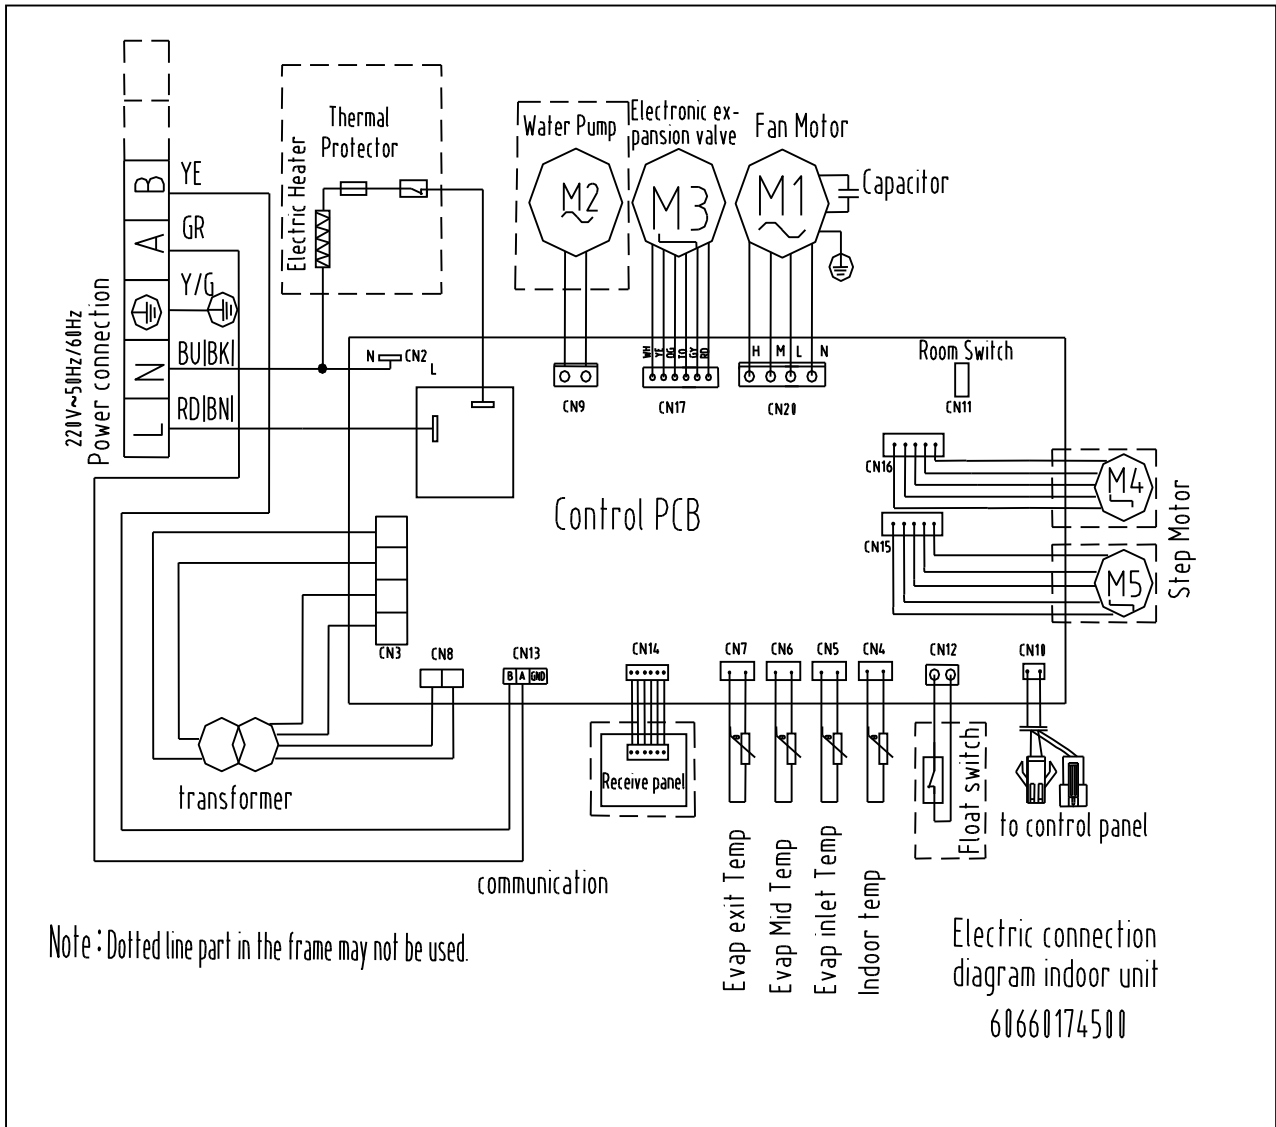 B
YE
A
GR
Y/G
N
BU|BK|
L
RD|BN|
220V~50Hz/60Hz
Power connection
Electric Heater
Thermal
Protector
Water Pump
M2
Electronic ex-
pansion valve
M3
Fan Motor
M1
Capacitor
N
CN2
L
CN9
WH
YE
OG
GY
RD
CN17
H M L N
CN20
Room Switch
CN11
CN16
M4
CN15
M5
Step Motor
Control PCB
CN3
CN8
CN13
B A GND
CN14
CN7
CN6
CN5
CN4
CN12
CN10
transformer
Receive panel
Evap exit Temp
Evap Mid Temp
Evap inlet Temp
Indoor temp
Float switch
to control panel
communication
Note:Dotted line part in the frame may not be used.
Electric connection
diagram indoor unit
60660174500